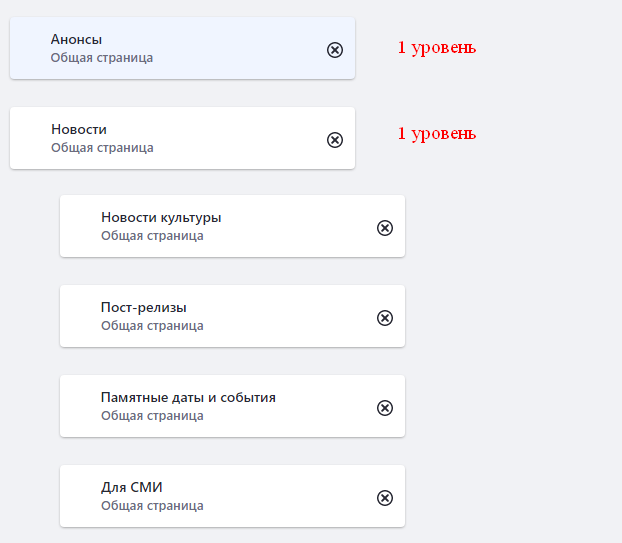 Анонсы
Общая страница
1 уровень
Новости
Общая страница
1 уровень
Новости культуры
Общая страница
Пост-релизы
Общая страница
Памятные даты и события
Общая страница
Для СМИ
Общая страница